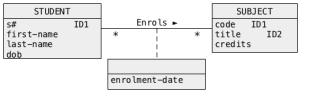 STUDENT
s# ID1
first-name
last-name
dob
Enrols ►
* *
SUBJECT
code ID1
title ID2
credits
enrolment-date